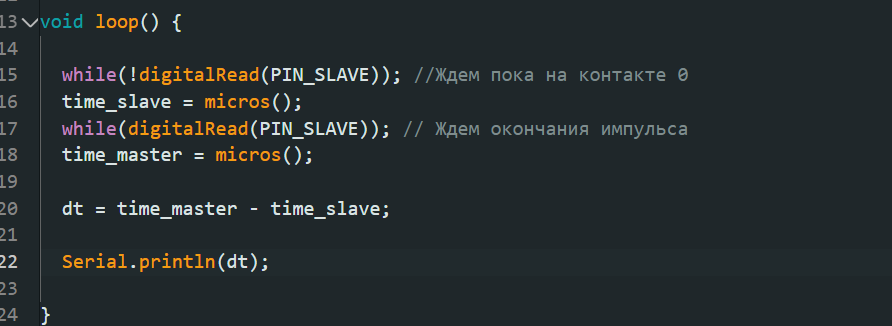 13 void loop() {
14
15 while(!digitalRead(PIN_SLAVE)); //Ждем пока на контакте 0
16 time_slave = micros();
17 while(digitalRead(PIN_SLAVE)); // Ждем окончания импульса
18 time_master = micros();
19
20 dt = time_master - time_slave;
21
22 Serial.println(dt);
23
24 }